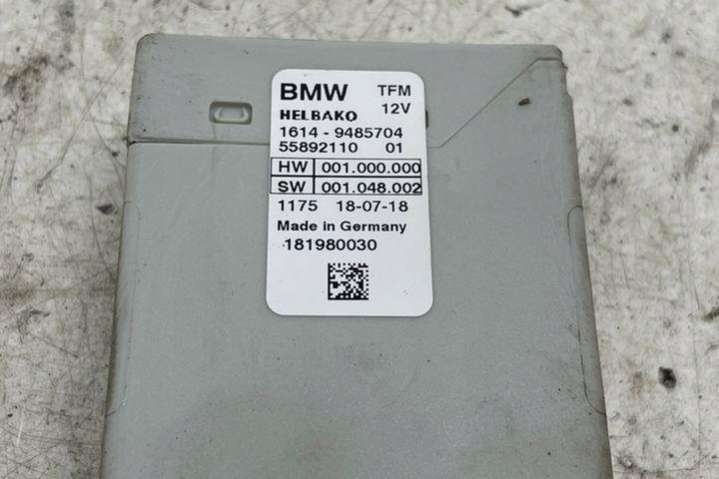 BMW TFM
12V
HELBAKO
1614 - 9485704
55892110 01
HW 001.000.000
SW 001.048.002
1175 18-07-18
Made in Germany
181980030